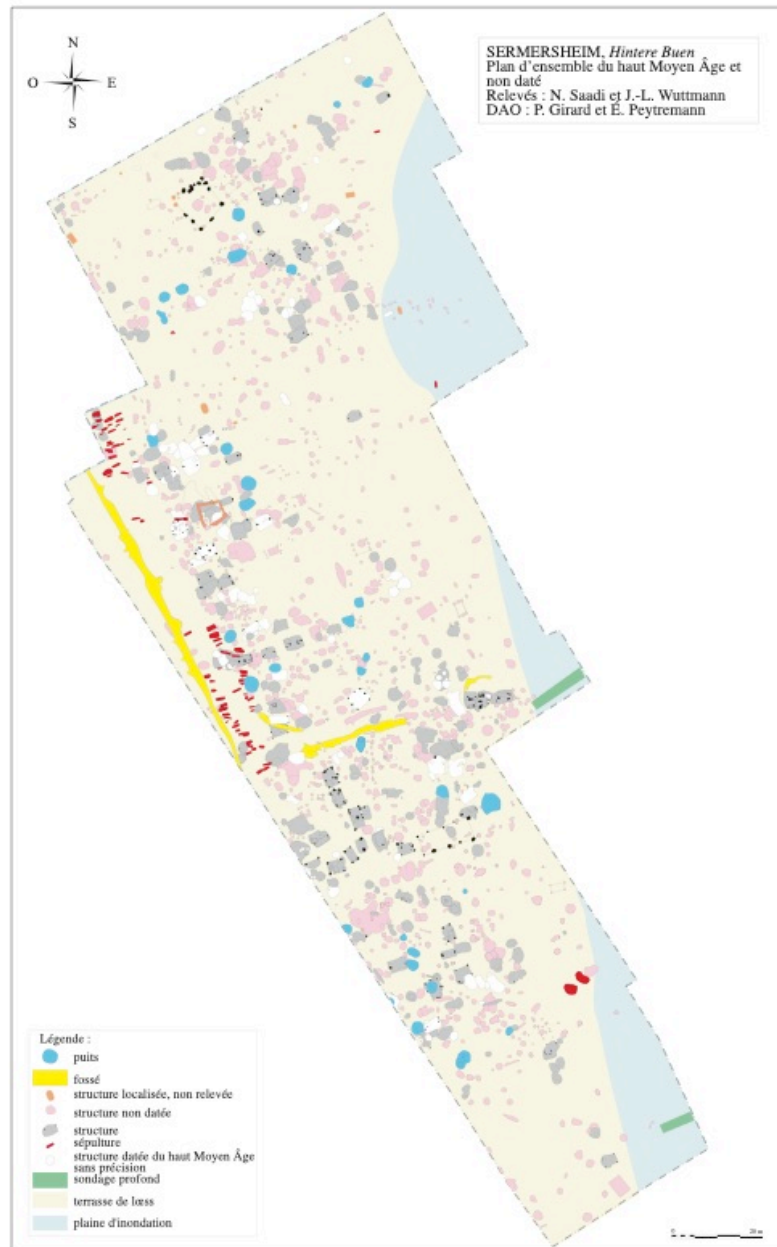 N
O E
S
SERMERSHEIM, Hintere Buen
Plan d'ensemble du haut Moyen Âge et
non daté
Relevés : N. Saadi et J.-L. Wuttmann
DAO : P. Girard et É. Peytremann
Légende :
puits
fossé
structure localisée, non relevée
structure non datée
structure
sépulture
structure datée du haut Moyen Âge
sans précision
sondage profond
terrasse de lœss
plaine d'inondation
0 20 m